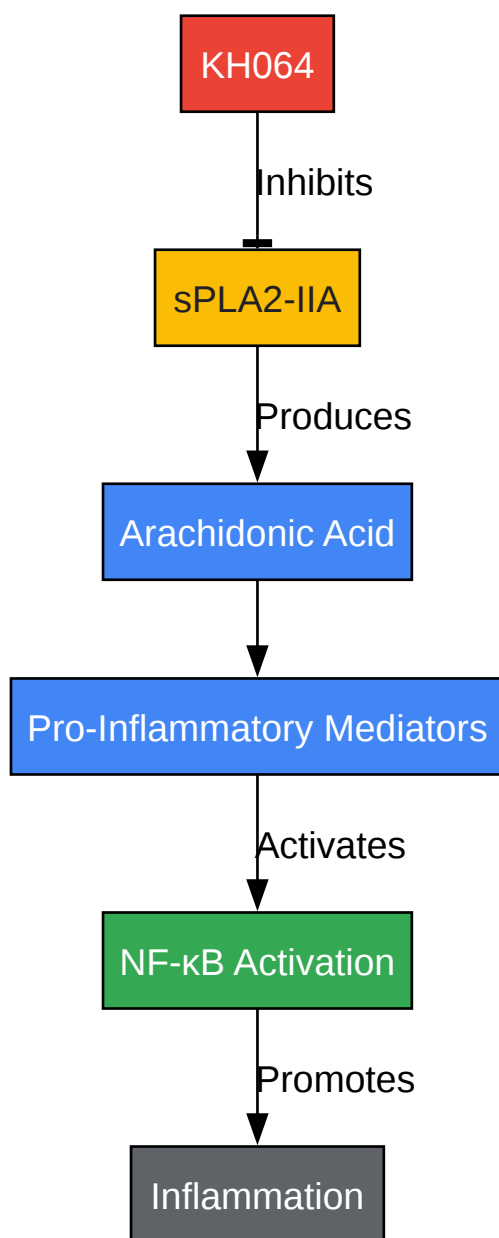 KH064
Inhibits
sPLA2-IIA
Produces
Arachidonic Acid
Pro-Inflammatory Mediators
Activates
NF-κB Activation
Promotes
Inflammation